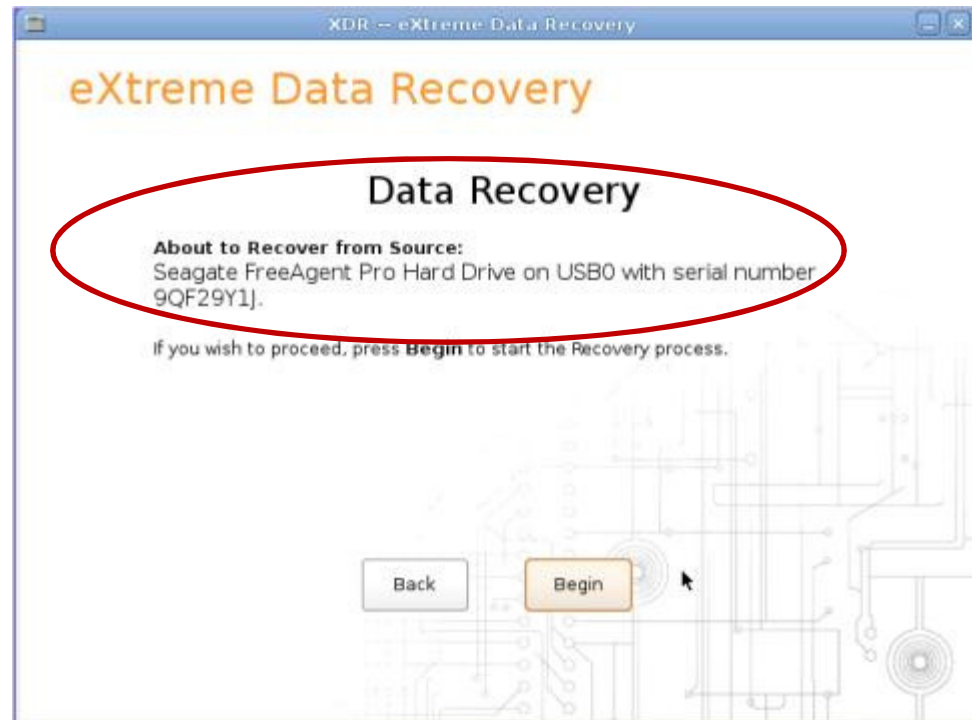 XDR -- eXtreme Data Recovery
eXtreme Data Recovery
Data Recovery
About to Recover from Source:
Seagate FreeAgent Pro Hard Drive on USB0 with serial number
9QF29Y1J.
If you wish to proceed, press Begin to start the Recovery process.
Back
Begin